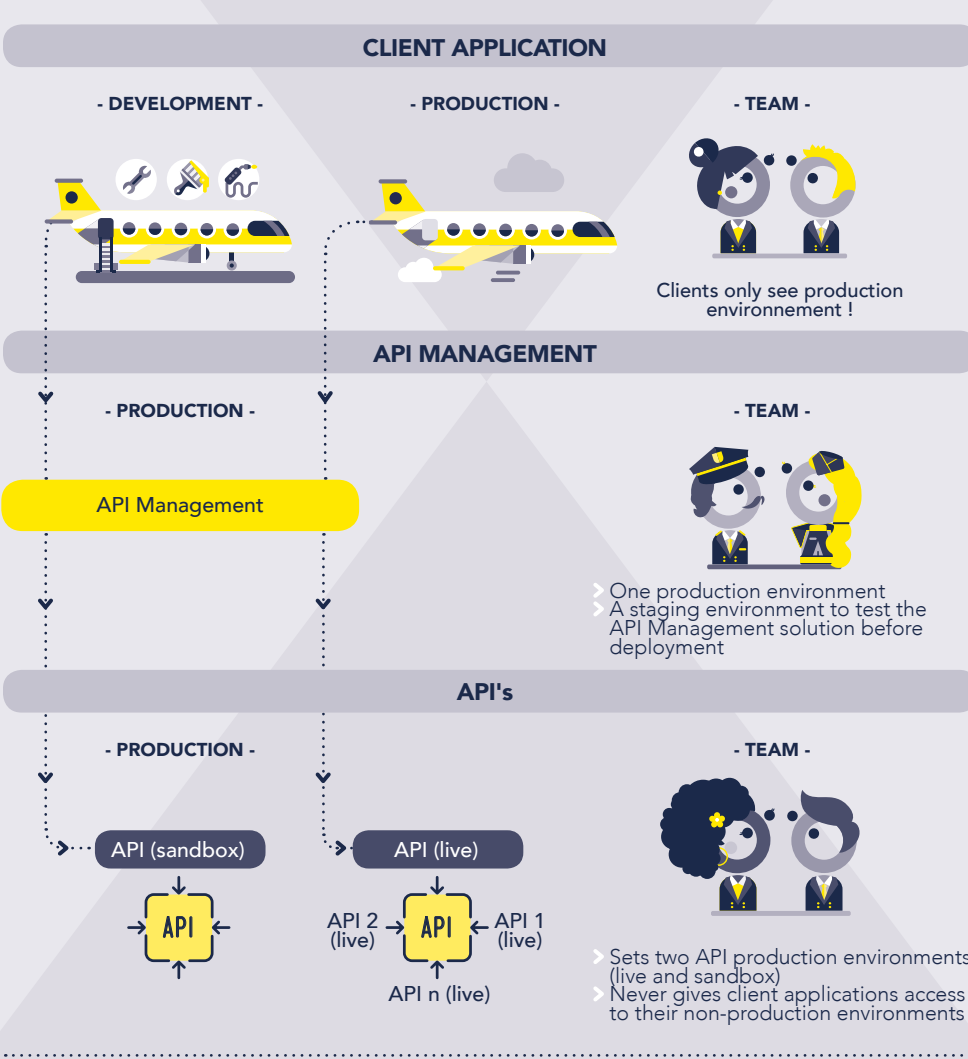 CLIENT APPLICATION
- DEVELOPMENT -
- PRODUCTION -
- TEAM -
Clients only see production
environnement !
API MANAGEMENT
- PRODUCTION -
- TEAM -
API Management
One production environment
A staging environment to test the
API Management solution before
deployment
API's
- PRODUCTION -
- TEAM -
API (sandbox)
API (live)
API
API 2
(live)
API
API 1
(live)
API n (live)
Sets two API production environments
(live and sandbox)
Never gives client applications access
to their non-production environments